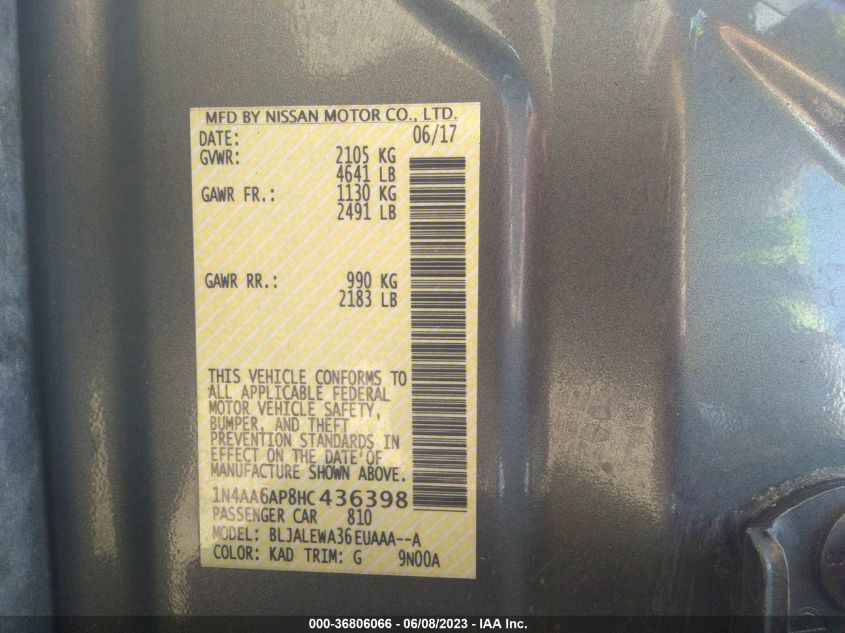 MFD BY NISSAN MOTOR CO., LTD.
DATE: 06/17
GVWR: 2105 KG
4641 LB
GAWR FR.: 1130 KG
2491 LB
GAWR RR.: 990 KG
2183 LB
THIS VEHICLE CONFORMS TO
ALL APPLICABLE FEDERAL
MOTOR VEHICLE SAFETY,
BUMPER, AND THEFT
PREVENTION STANDARDS IN
EFFECT ON THE DATE OF
MANUFACTURE SHOWN ABOVE.
1N4AA6AP8HC436398
PASSENGER CAR 810
MODEL: BLJALEWA36EUAAA--A
COLOR: KAD TRIM: G 9N00A
000-36806066 - 06/08/2023 - IAA Inc.